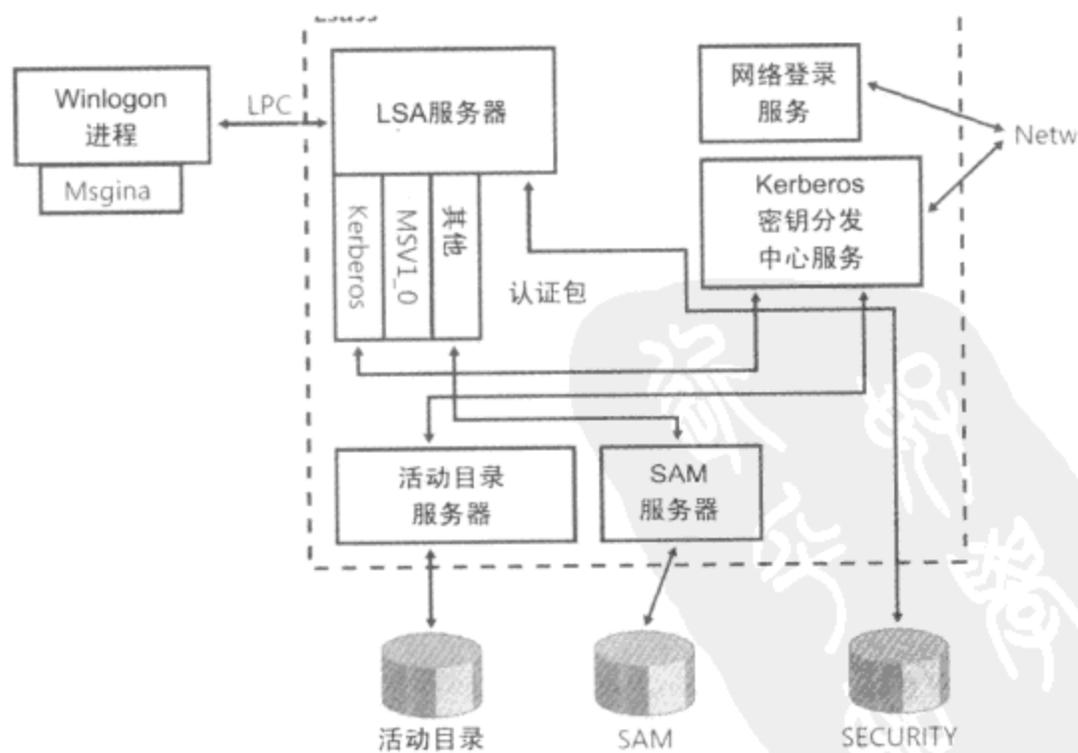 Lsass
Winlogon
进程
Msgina
LPC
LSA服务器
Kerberos
MSV1_0
其他
认证包
网络登录
服务
Kerberos
密钥分发
中心服务
Netw
活动目录
服务器
SAM
服务器
活动目录
SAM
SECURITY